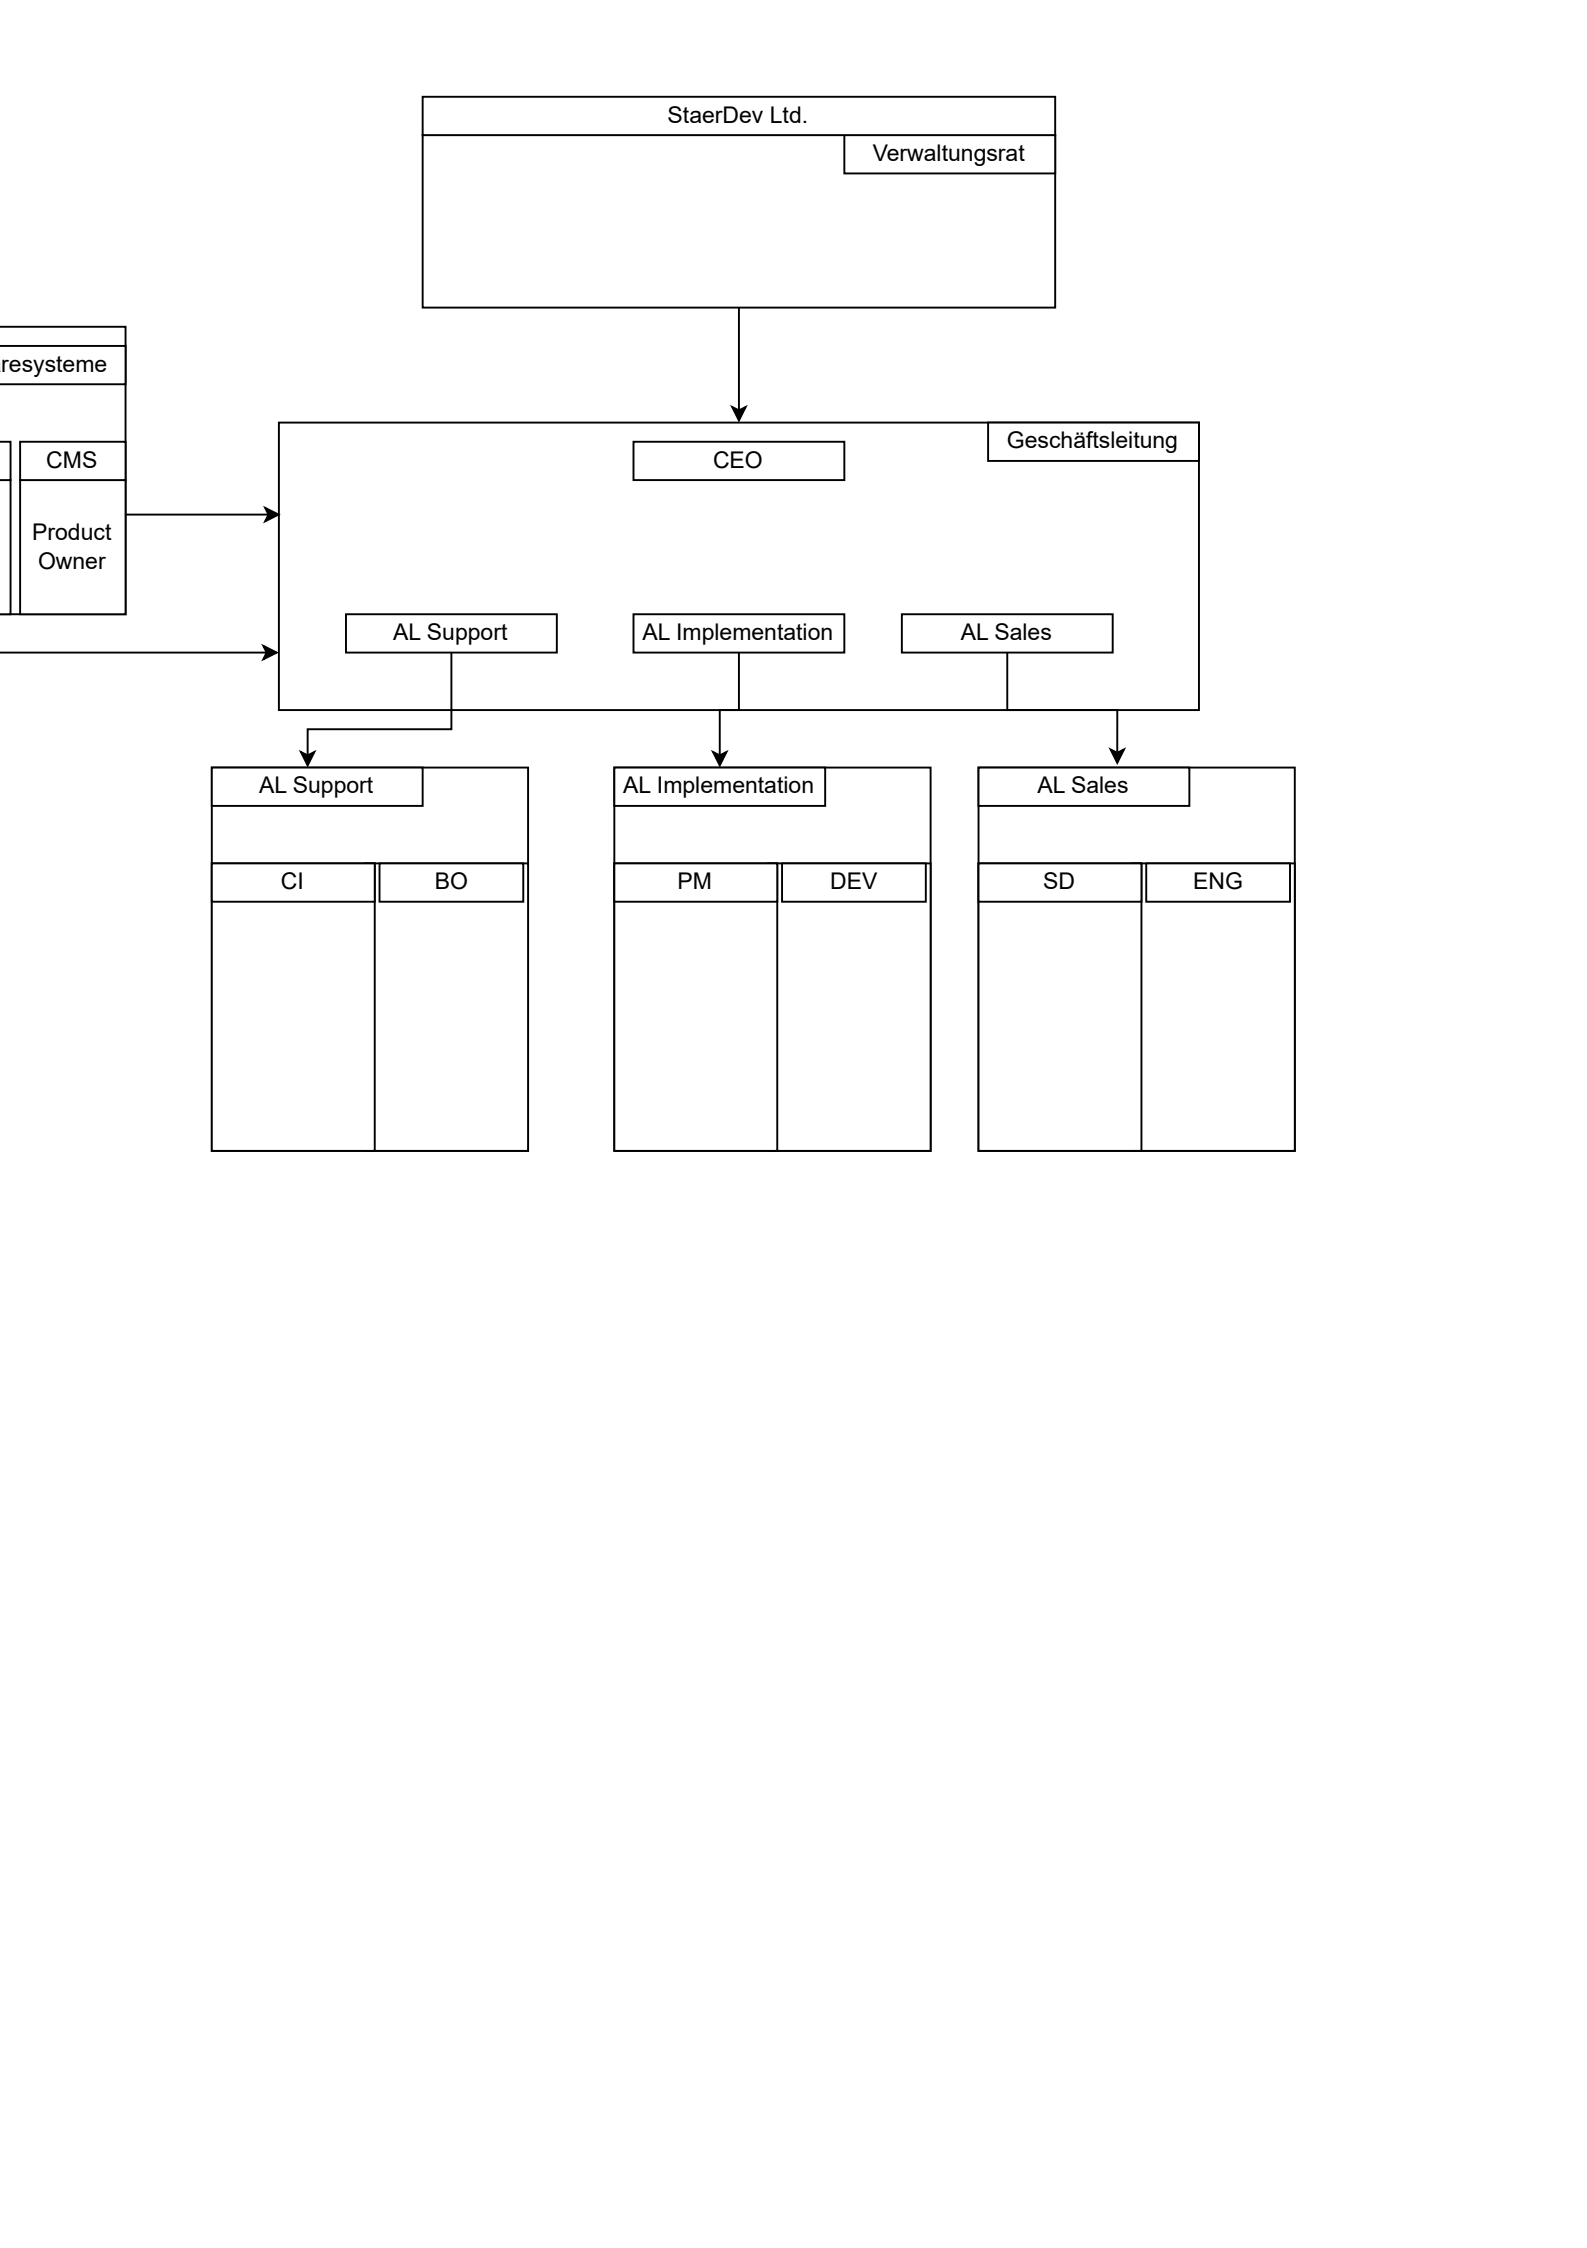 StaerDev Ltd.
Verwaltungsrat
resysteme
CMS
Product
Owner
Geschäftsleitung
CEO
AL Support
AL Implementation
AL Sales
AL Support
AL Implementation
AL Sales
CI
BO
PM
DEV
SD
ENG